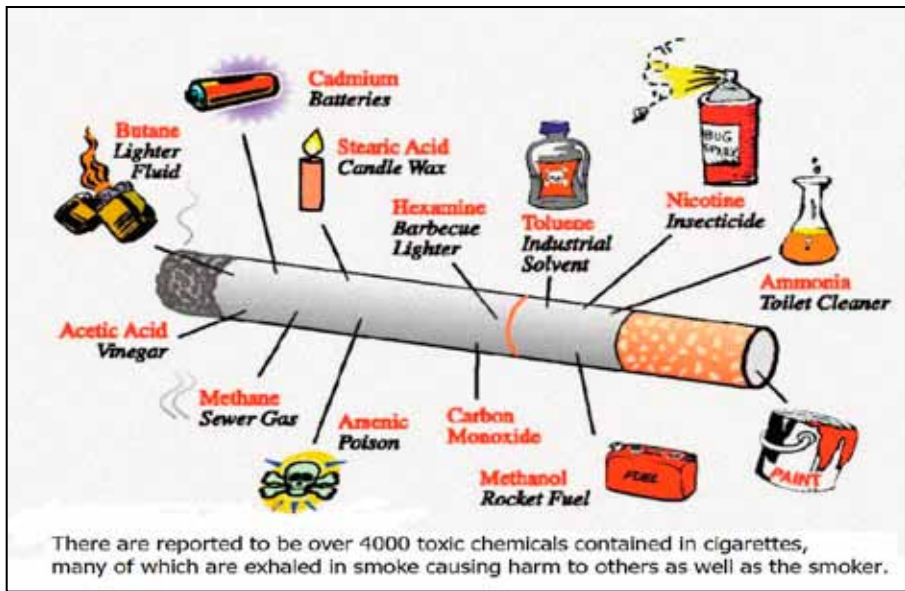 Cadmium
Batteries
Butane
Lighter
Fluid
Stearic Acid
Candle Wax
Hexamine
Barbecue
Lighter
Toluene
Industrial
Solvent
BUG
SPRAY
Nicotine
Insecticide
Ammonia
Toilet Cleaner
Acetic Acid
Vinegar
Methane
Sewer Gas
Arsenic
Poison
Carbon
Monoxide
Methanol
Rocket Fuel
FUEL
PAINT
There are reported to be over 4000 toxic chemicals contained in cigarettes,
many of which are exhaled in smoke causing harm to others as well as the smoker.